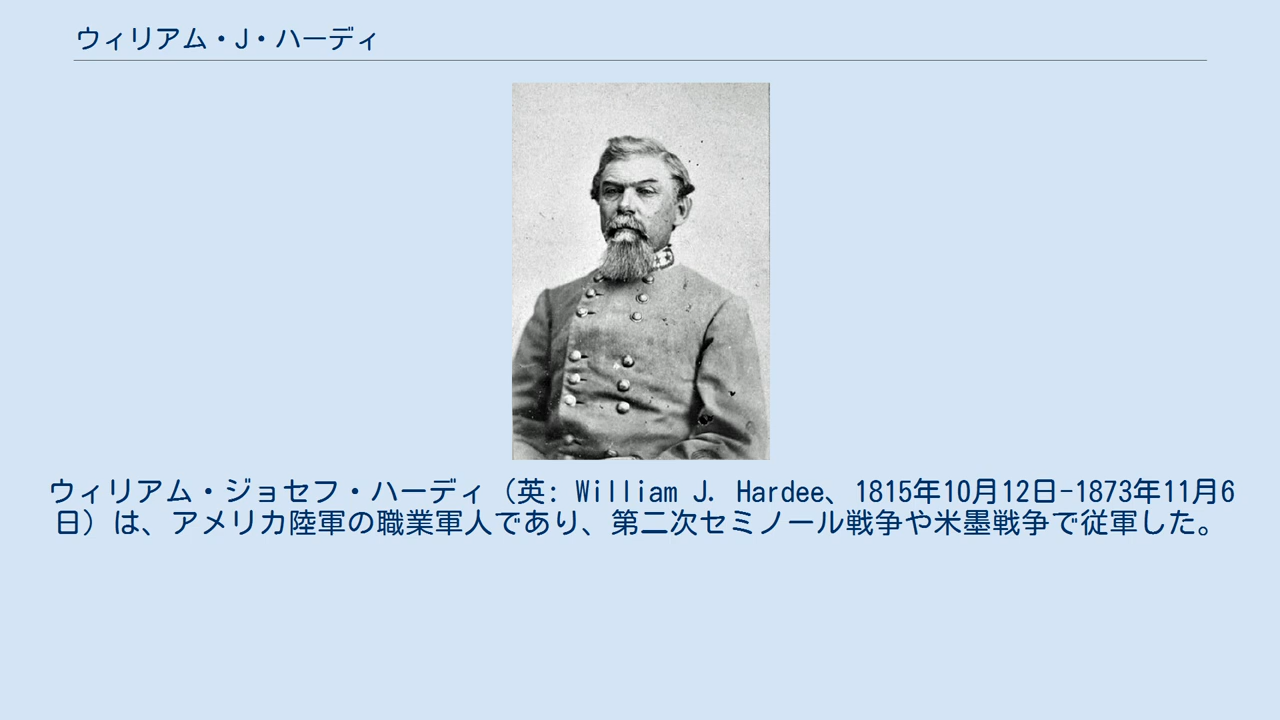 ウィリアム・J・ハーディ
ウィリアム・ジョセフ・ハーディ（英: William J. Hardee、1815年10月12日-1873年11月6
日）は、アメリカ陸軍の職業軍人であり、第二次セミノール戦争や米墨戦争で従軍した。